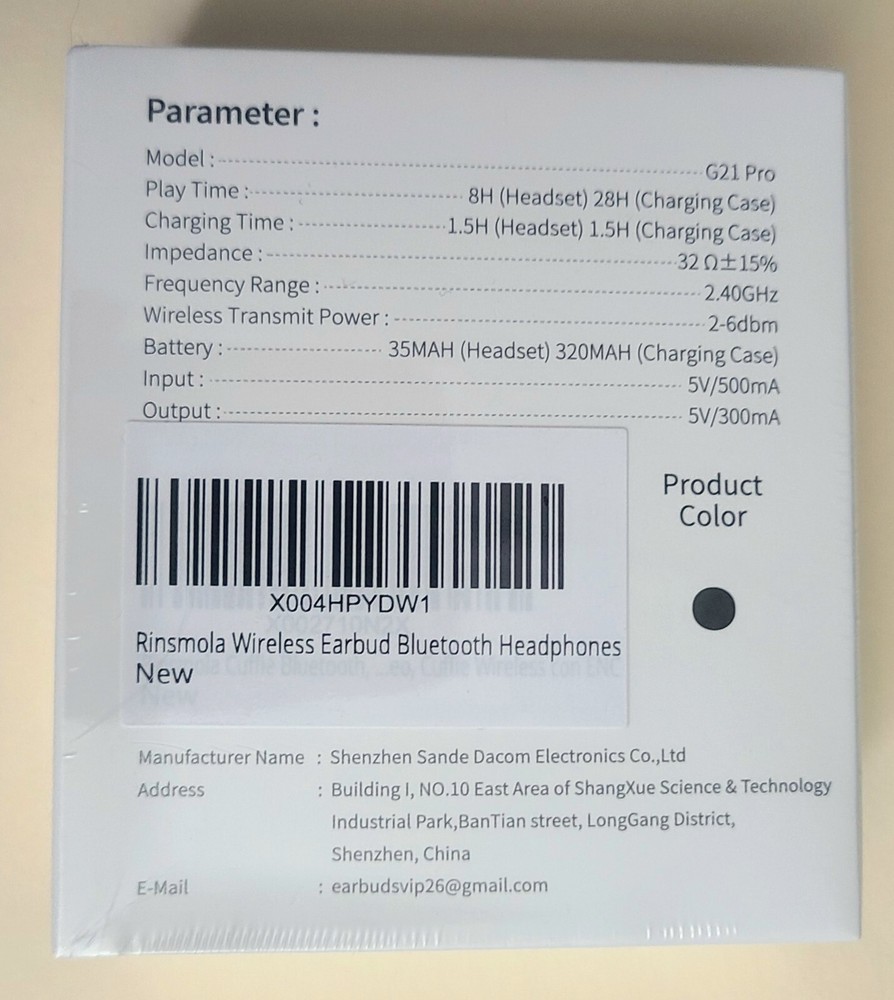 Parameter :
Model : G21 Pro
Play Time : 8H (Headset) 28H (Charging Case)
Charging Time : 1.5H (Headset) 1.5H (Charging Case)
Impedance : 32 Ω±15%
Frequency Range : 2.40GHz
Wireless Transmit Power : 2-6dbm
Battery : 35MAH (Headset) 320MAH (Charging Case)
Input : 5V/500mA
Output : 5V/300mA
Product
Color
X004HPYDW1
Rinsmola Wireless Earbud Bluetooth Headphones
New
Manufacturer Name : Shenzhen Sande Dacom Electronics Co.,Ltd
Address : Building I, NO.10 East Area of ShangXue Science & Technology
Industrial Park,BanTian street, LongGang District,
Shenzhen, China
E-Mail : earbudsvip26@gmail.com